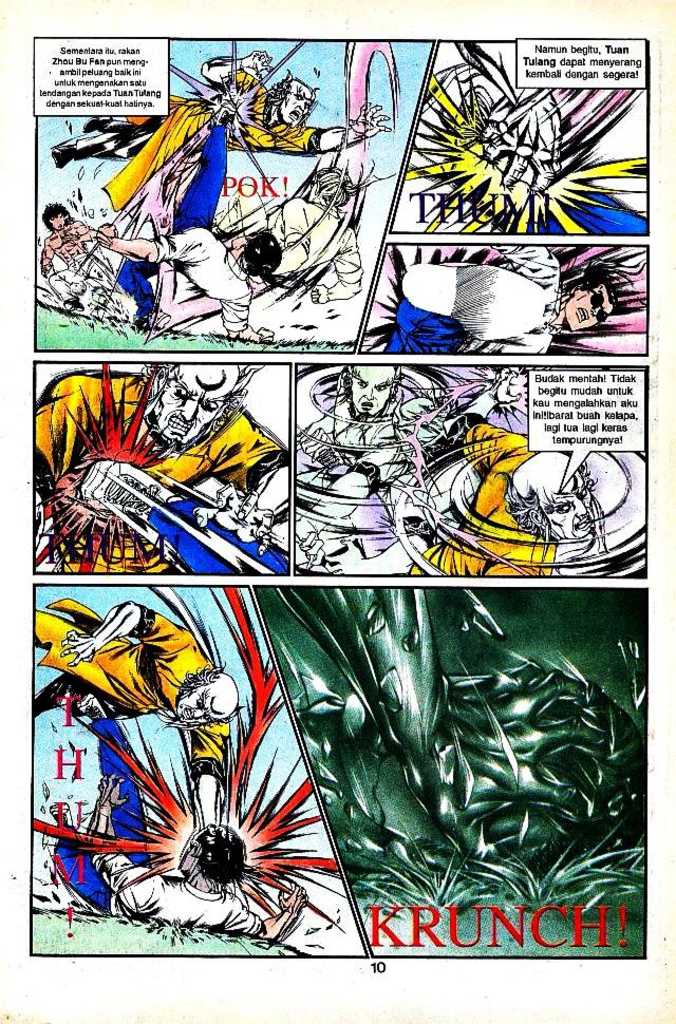 Sementara itu, rakan
Zhou Bu Fan pun meng-
ambil peluang baik ini
untuk mengenakan satu
tendangan kepada Tuan Tulang
dengan sekuat-kuat hatinya.
POK!
Namun begitu, Tuan
Tulang dapat menyerang
kembali dengan segera!
THUM!
THUM!
Budak mentah! Tidak
begitu mudah untuk
kau mengalahkan aku
ini!Ibarat buah kelapa,
lagi tua lagi keras
tempurungnya!
THUM!
KRUNCH!
10